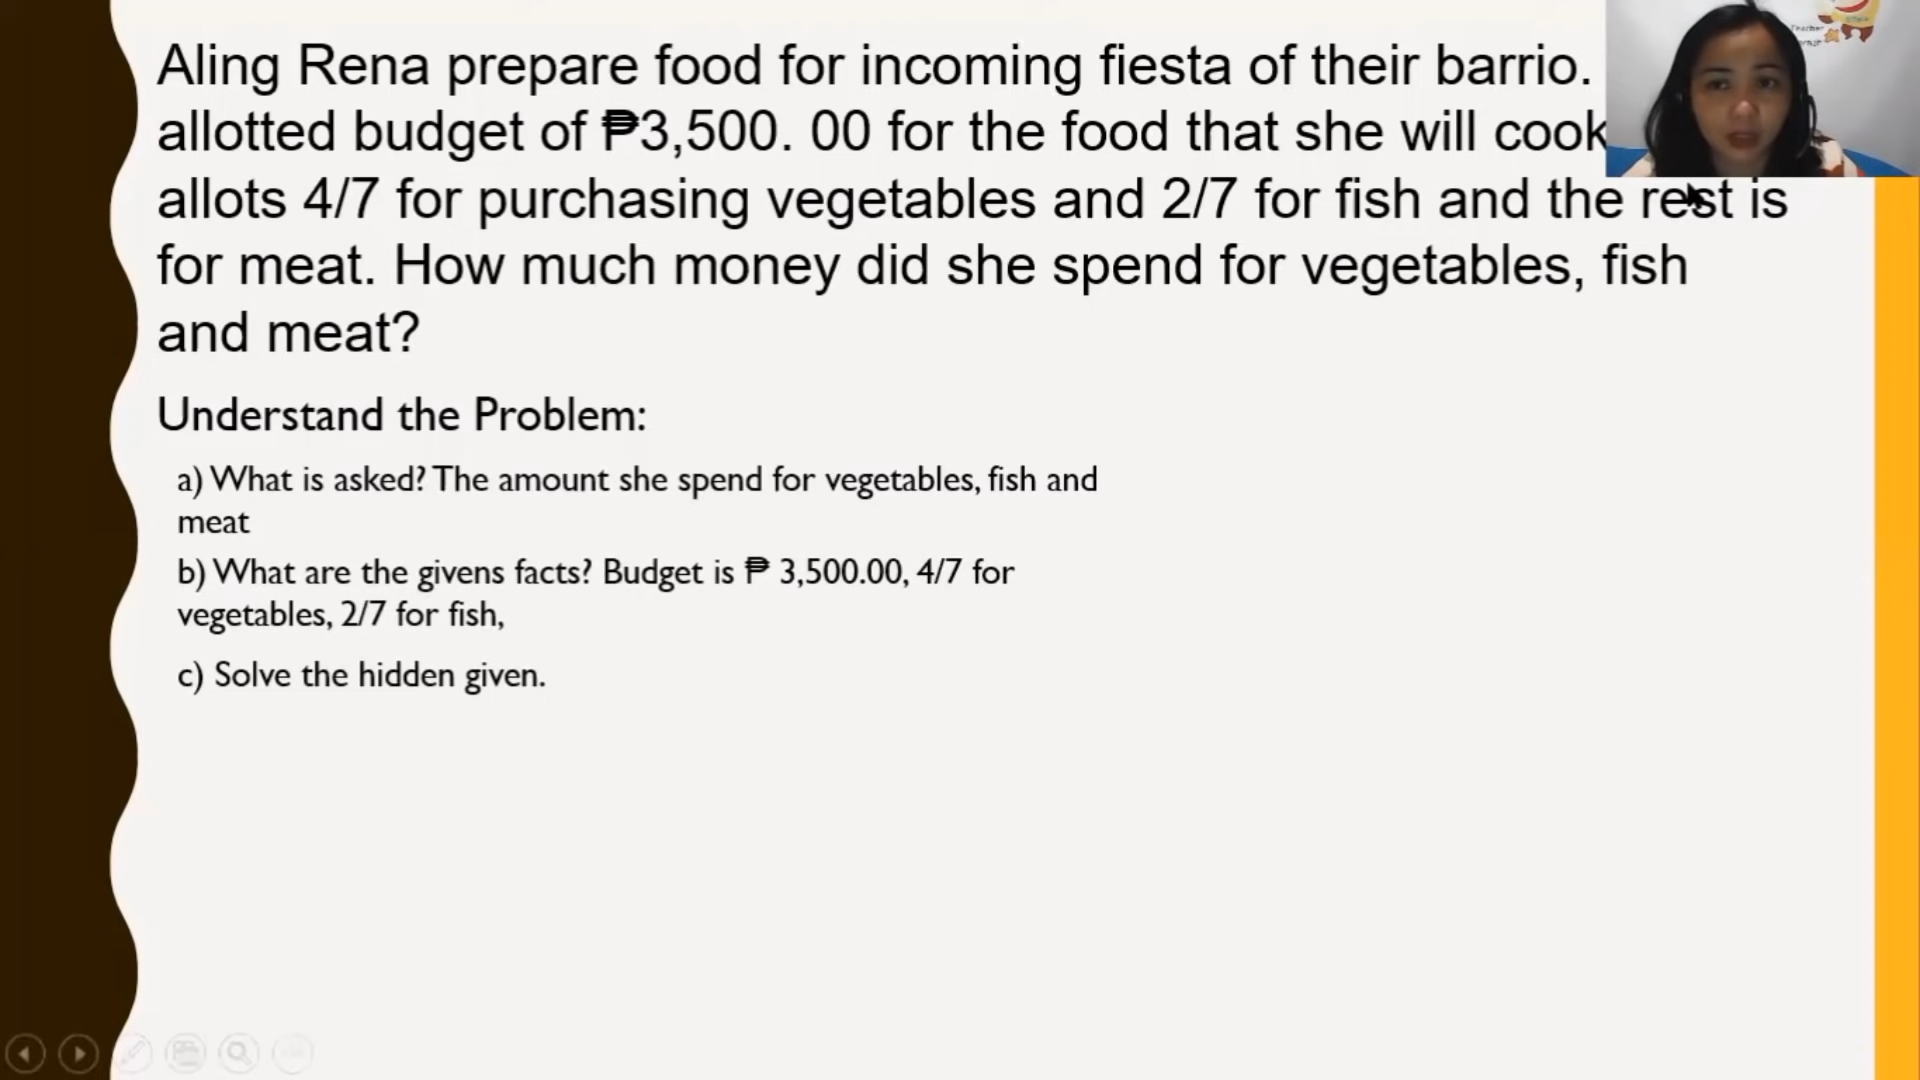 Aling Rena prepare food for incoming fiesta of their barrio.
allotted budget of ₱3,500. 00 for the food that she will cook
allots 4/7 for purchasing vegetables and 2/7 for fish and the rest is
for meat. How much money did she spend for vegetables, fish
and meat?
Understand the Problem:
a) What is asked? The amount she spend for vegetables, fish and
meat
b) What are the givens facts? Budget is ₱ 3,500.00, 4/7 for
vegetables, 2/7 for fish,
c) Solve the hidden given.
Teacher